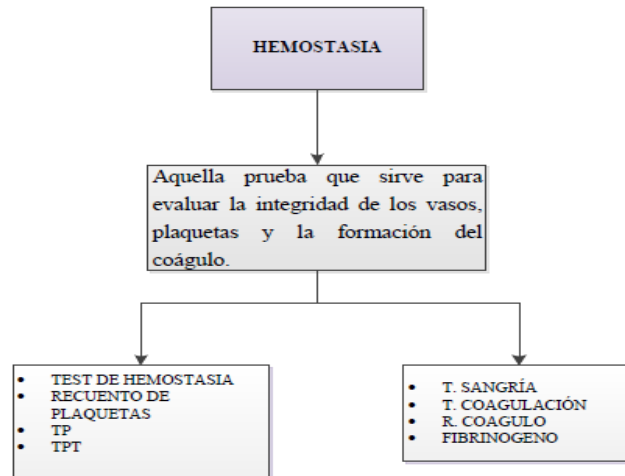 HEMOSTASIA
Aquella prueba que sirve para
evaluar la integridad de los vasos,
plaquetas y la formación del
coágulo.
• TEST DE HEMOSTASIA
• RECUENTO DE
PLAQUETAS
• TP
• TPT
• T. SANGRÍA
• T. COAGULACIÓN
• R. COAGULO
• FIBRINOGENO